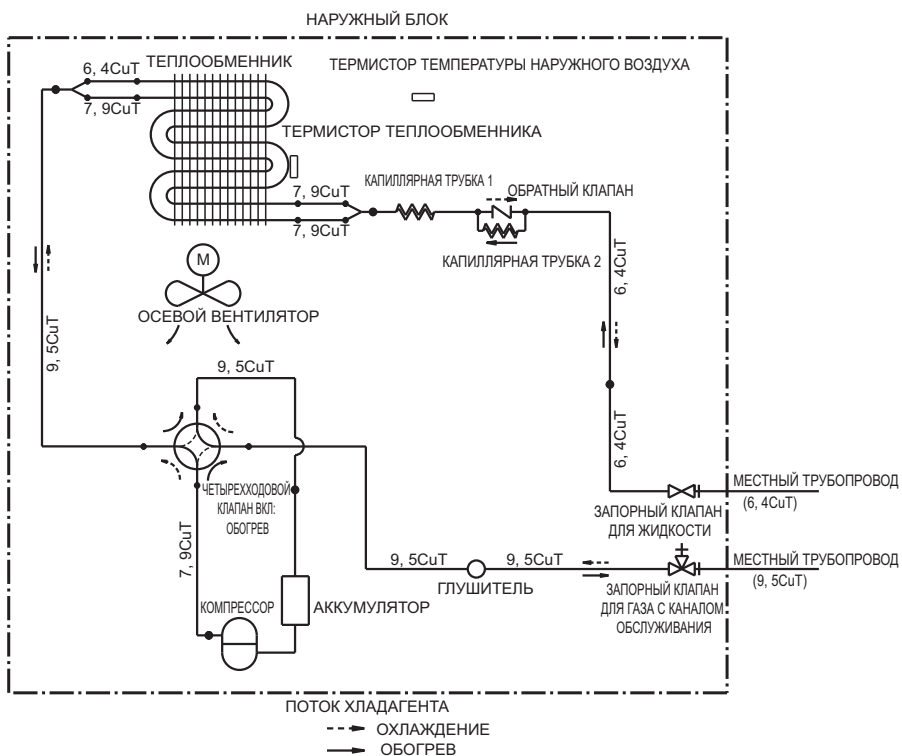 НАРУЖНЫЙ БЛОК
ТЕПЛООБМЕННИК
ТЕРМИСТОР ТЕМПЕРАТУРЫ НАРУЖНОГО ВОЗДУХА
6, 4CuT
7, 9CuT
ТЕРМИСТОР ТЕПЛООБМЕННИКА
КАПИЛЛЯРНАЯ ТРУБКА 1
ОБРАТНЫЙ КЛАПАН
7, 9CuT
7, 9CuT
КАПИЛЛЯРНАЯ ТРУБКА 2
6, 4CuT
M
ОСЕВОЙ ВЕНТИЛЯТОР
9, 5CuT
9, 5CuT
6, 4CuT
ЧЕТЫРЕХХОДОВОЙ
КЛАПАН ВКЛ:
ОБОГРЕВ
МЕСТНЫЙ ТРУБОПРОВОД
(6, 4CuT)
ЗАПОРНЫЙ КЛАПАН
ДЛЯ ЖИДКОСТИ
7, 9CuT
9, 5CuT
9, 5CuT
МЕСТНЫЙ ТРУБОПРОВОД
(9, 5CuT)
ГЛУШИТЕЛЬ
ЗАПОРНЫЙ КЛАПАН
ДЛЯ ГАЗА С КАНАЛОМ
ОБСЛУЖИВАНИЯ
КОМПРЕССОР
АККУМУЛЯТОР
ПОТОК ХЛАДАГЕНТА
ОХЛАЖДЕНИЕ
ОБОГРЕВ